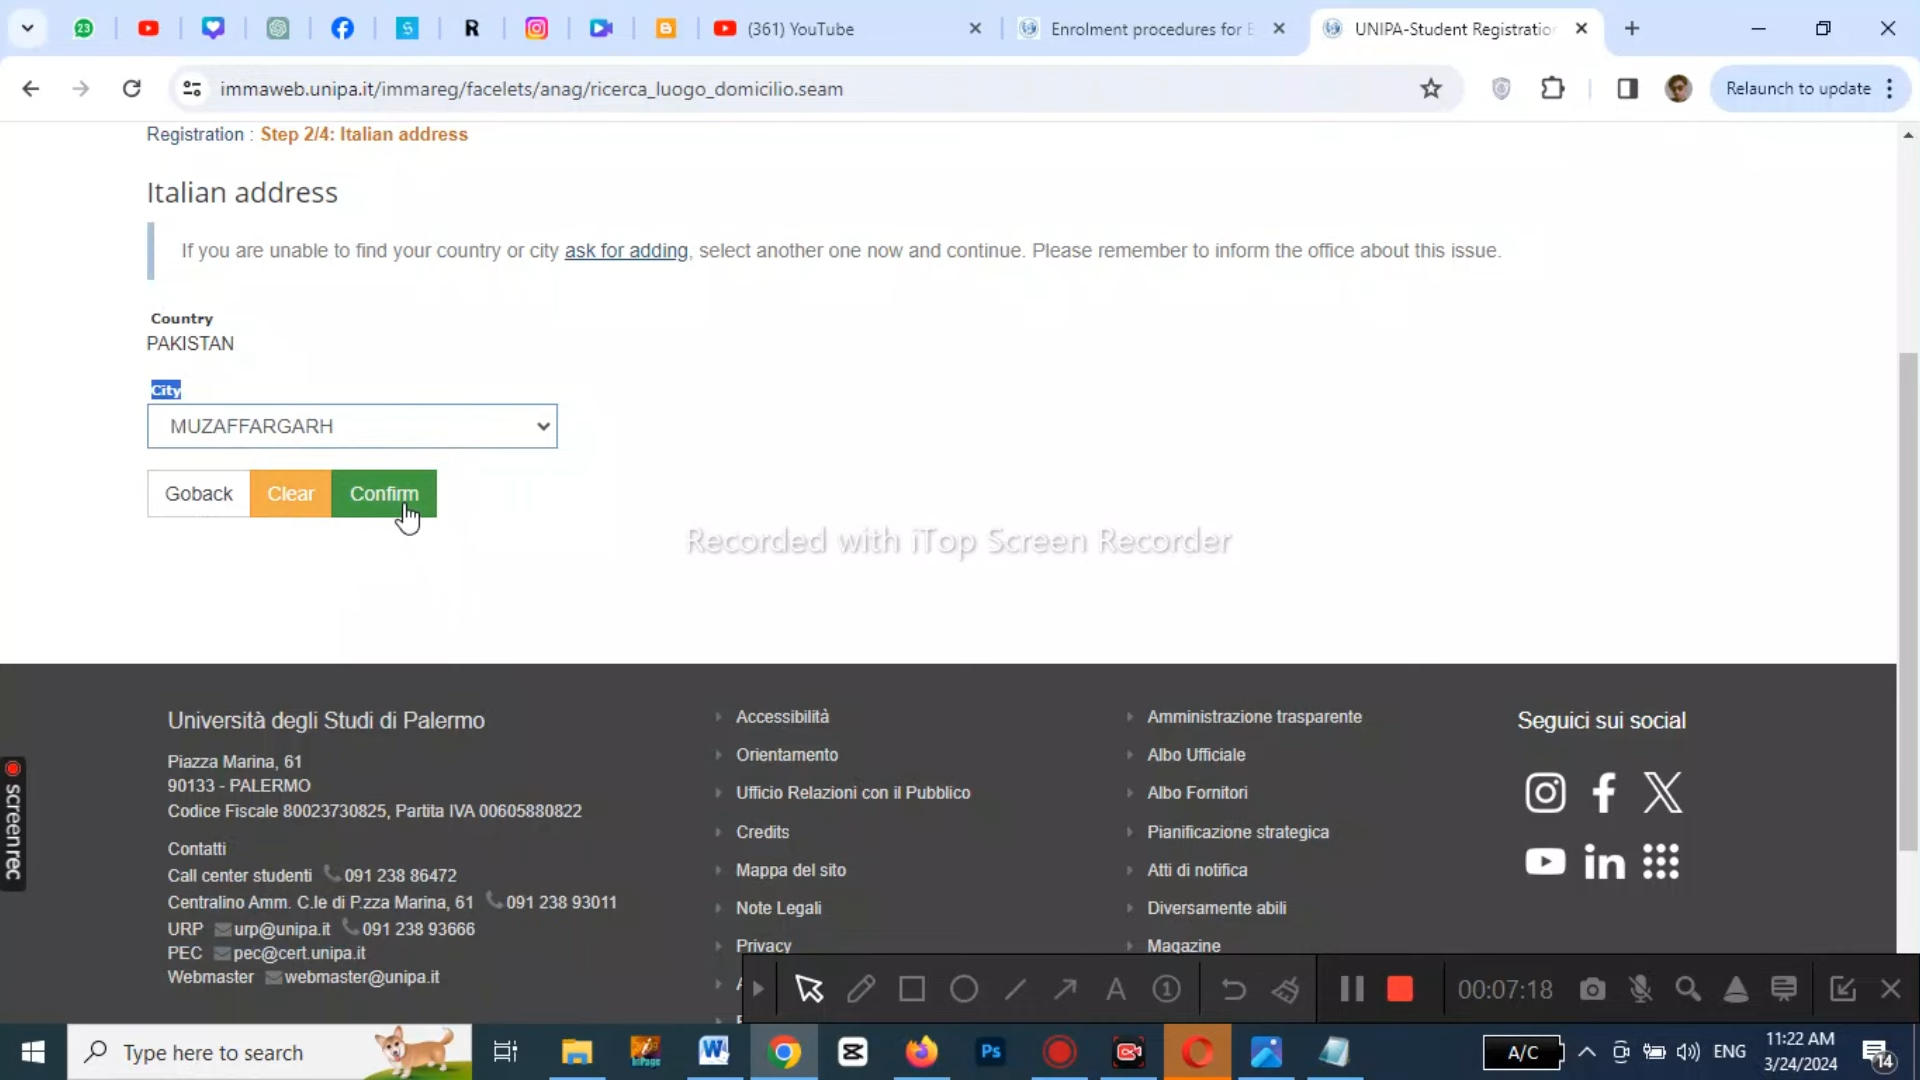 23
(361) YouTube
Enrolment procedures for
UNIPA-Student Registratio
immaweb.unipa.it/immareg/facelets/anag/ricerca_luogo_domicilio.seam
Relaunch to update
Registration : Step 2/4: Italian address
Italian address
If you are unable to find your country or city ask for adding, select another one now and continue. Please remember to inform the office about this issue.
Country
PAKISTAN
City
MUZAFFARGARH
Goback
Clear
Confirm
Recorded with iTop Screen Recorder
Università degli Studi di Palermo
Piazza Marina, 61
90133 - PALERMO
Codice Fiscale 80023730825, Partita IVA 00605880822
Contatti
Call center studenti 091 238 86472
Centralino Amm. C.le di P.zza Marina, 61 091 238 93011
URP urp@unipa.it 091 238 93666
PEC pec@cert.unipa.it
Webmaster webmaster@unipa.it
Accessibilità
Orientamento
Ufficio Relazioni con il Pubblico
Credits
Mappa del sito
Note Legali
Privacy
Amministrazione trasparente
Albo Ufficiale
Albo Fornitori
Pianificazione strategica
Atti di notifica
Diversamente abili
Magazine
Seguici sui social
screen rec
00:07:18
Type here to search
A/C
ENG
11:22 AM
3/24/2024
14